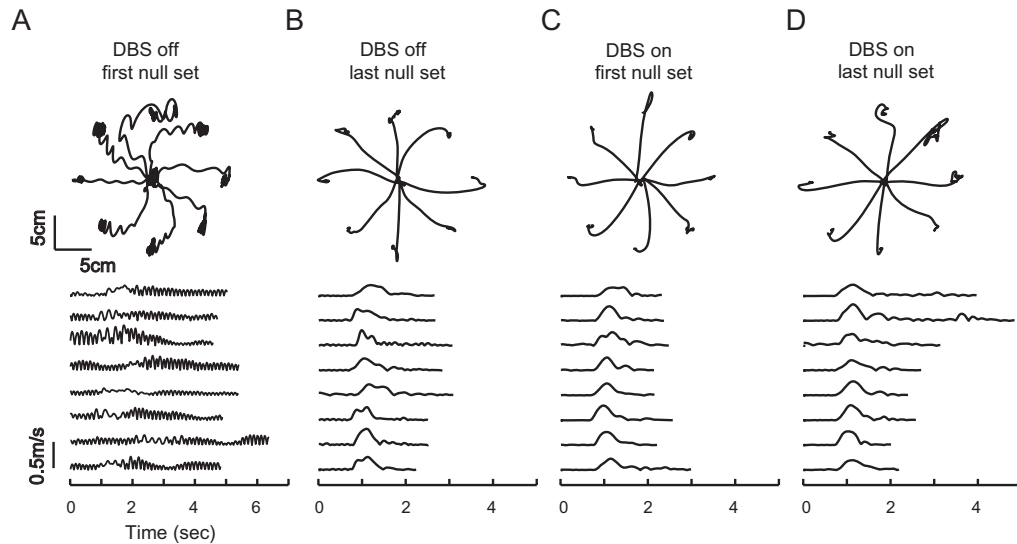 A
B
C
D
DBS off
first null set
DBS off
last null set
DBS on
first null set
DBS on
last null set
5cm
5cm
0.5m/s
0 2 4 6
0 2 4
0 2 4
0 2 4
Time (sec)